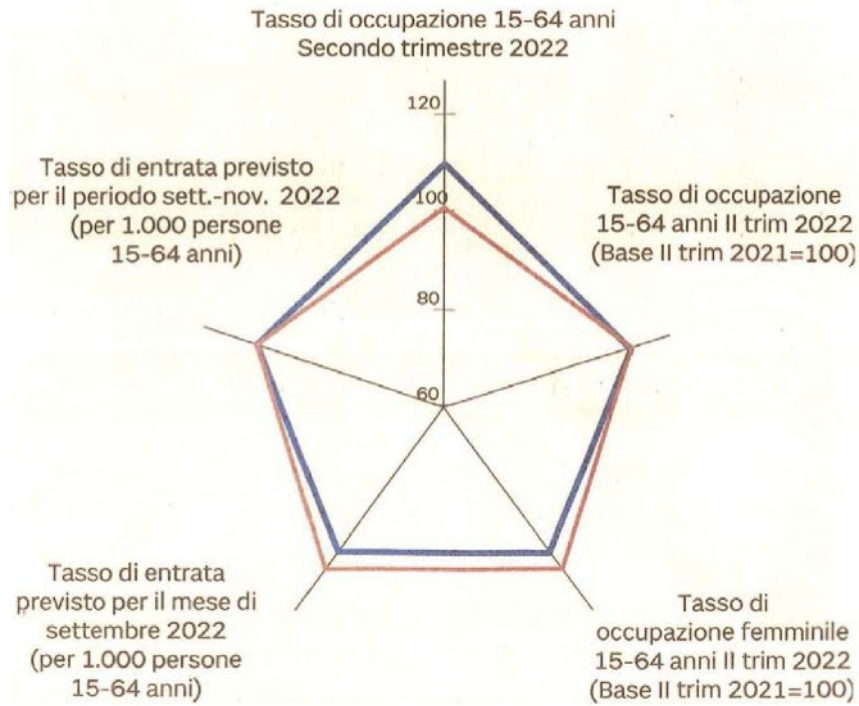 Tasso di occupazione 15-64 anni
Secondo trimestre 2022
120
100
80
60
Tasso di entrata previsto
per il periodo sett.-nov. 2022
(per 1.000 persone
15-64 anni)
Tasso di occupazione
15-64 anni II trim 2022
(Base II trim 2021=100)
Tasso di entrata
previsto per il mese di
settembre 2022
(per 1.000 persone
15-64 anni)
Tasso di
occupazione femminile
15-64 anni II trim 2022
(Base II trim 2021=100)